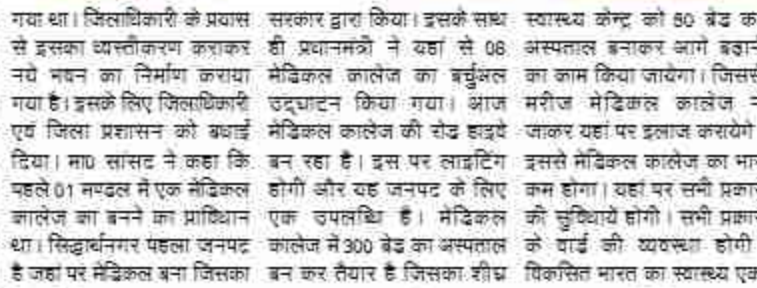 गया था। जिलाधिकारी के प्रयास
से इसका ध्वस्तीकरण कराकर
नये भवन का निर्माण कराया
गया है। इसके लिए जिलाधिकारी
एवं जिला प्रशासन को बधाई
दिया। मा0 सांसद ने कहा कि
पहले 01 मण्डल में एक मेडिकल
कालेज का बनने का प्राविधान
था। सिद्धार्थनगर पहला जनपद
है जहां पर मेडिकल बना जिसका
सरकार द्वारा किया। इसके साथ
ही प्रधानमंत्री ने यहां से 08
मेडिकल कालेज का बर्चुअल
उद्घाटन किया गया। आज
मेडिकल कालेज की रोड हाइवे
बन रहा है। इस पर लाइटिंग
होगी और यह जनपद के लिए
एक उपलब्धि है। मेडिकल
कालेज में 300 बेड का अस्पताल
बन कर तैयार है जिसका शीघ्र
स्वास्थ्य केन्द्र को 50 बेड क
अस्पताल बनाकर आगे बढ़ाने
का काम किया जायेगा। जिसस
मरीज मेडिकल कालेज न
जाकर यहां पर इलाज करायेगे
इससे मेडिकल कालेज का भा
कम होगा। यहां पर सभी प्रका
की सुविधायें होगी। सभी प्रका
के वार्ड की व्यवस्था होगी
विकसित भारत का स्वास्थ्य एक